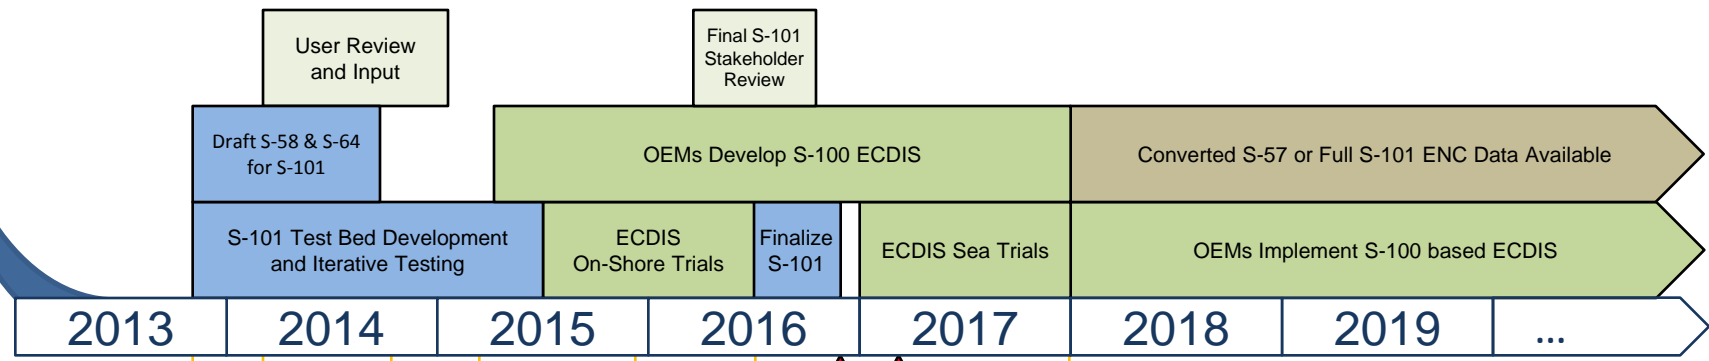 User Review
and Input
Final S-101
Stakeholder
Review
Draft S-58 & S-64
for S-101
OEMs Develop S-100 ECDIS
Converted S-57 or Full S-101 ENC Data Available
S-101 Test Bed Development
and Iterative Testing
ECDIS
On-Shore Trials
Finalize
S-101
ECDIS Sea Trials
OEMs Implement S-100 based ECDIS
2013
2014
2015
2016
2017
2018
2019
...